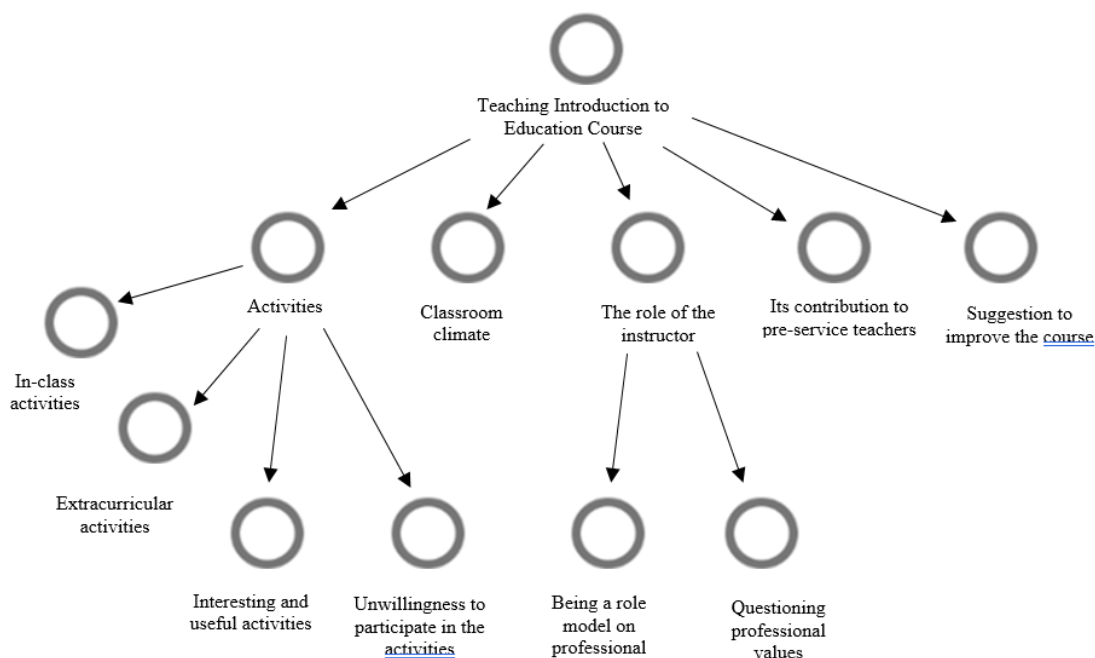 Teaching Introduction to
Education Course
Activities
Classroom
climate
The role of the
instructor
Its contribution to
pre-service teachers
Suggestion to
improve the course
In-class
activities
Extracurricular
activities
Interesting and
useful activities
Unwillingness to
participate in the
activities
Being a role
model on
professional
Questioning
professional
values